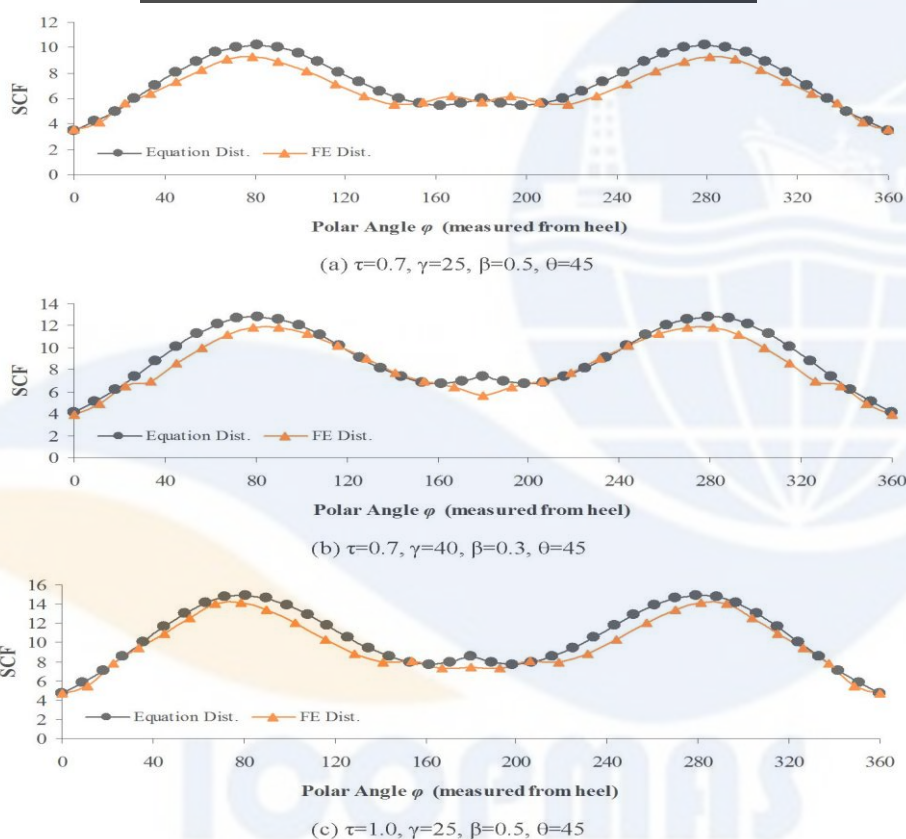 12
10
8
6
4
2
0
SCF
Equation Dist. FE Dist.
0 40 80 120 160 200 240 280 320 360
Polar Angle φ (measured from heel)
(a) τ=0.7, γ=25, β=0.5, θ=45
14
12
10
8
6
4
2
0
SCF
Equation Dist. FE Dist.
0 40 80 120 160 200 240 280 320 360
Polar Angle φ (measured from heel)
(b) τ=0.7, γ=40, β=0.3, θ=45
16
14
12
10
8
6
4
2
0
SCF
Equation Dist. FE Dist.
0 40 80 120 160 200 240 280 320 360
Polar Angle φ (measured from heel)
(c) τ=1.0, γ=25, β=0.5, θ=45